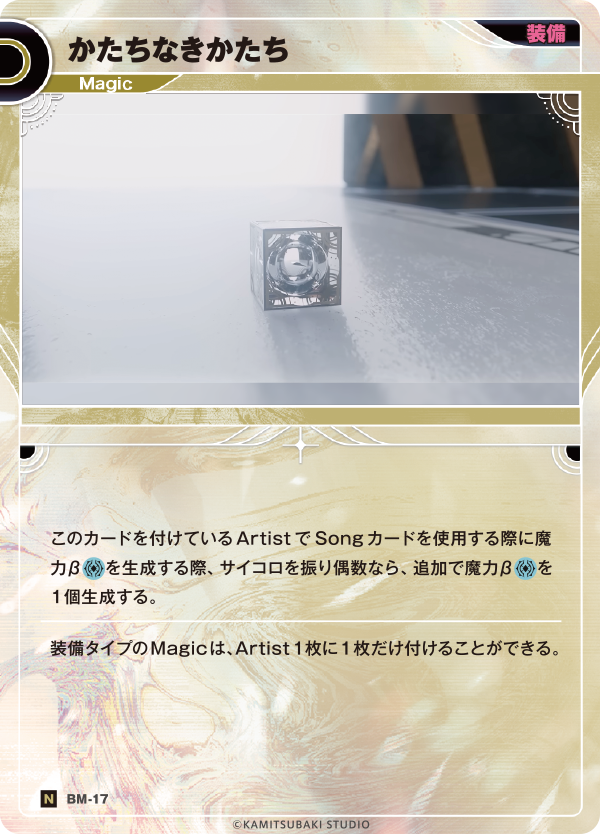 かたちなきかたち
装備
Magic
このカードを付けているArtistでSongカードを使用する際に魔
力βを生成する際、サイコロを振り偶数なら、追加で魔力βを
1個生成する。
装備タイプのMagicは、Artist1枚に1枚だけ付けることができる。
N BM-17
©KAMITSUBAKI STUDIO